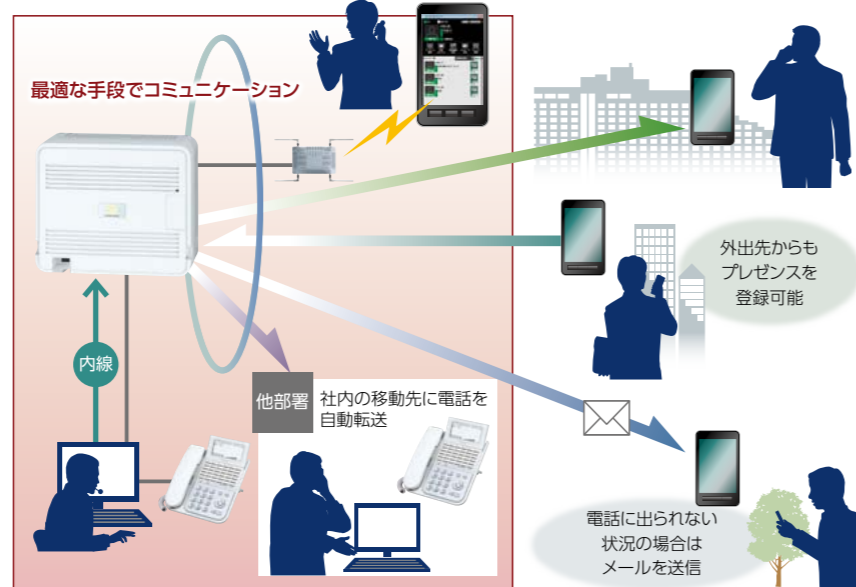 最適な手段でコミュニケーション
外出先からも
プレゼンスを
登録可能
内線
他部署
社内の移動先に電話を
自動転送
電話に出られない
状況の場合は
メールを送信